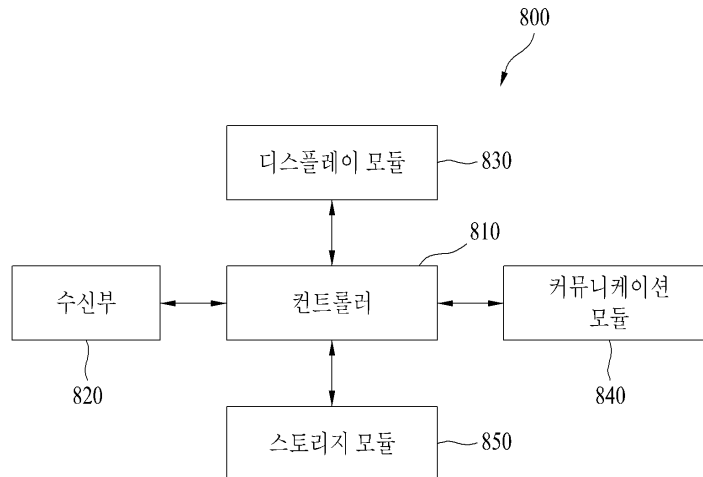 800
디스플레이 모듈
830
810
수신부
컨트롤러
커뮤니케이션
모듈
820
840
스토리지 모듈
850